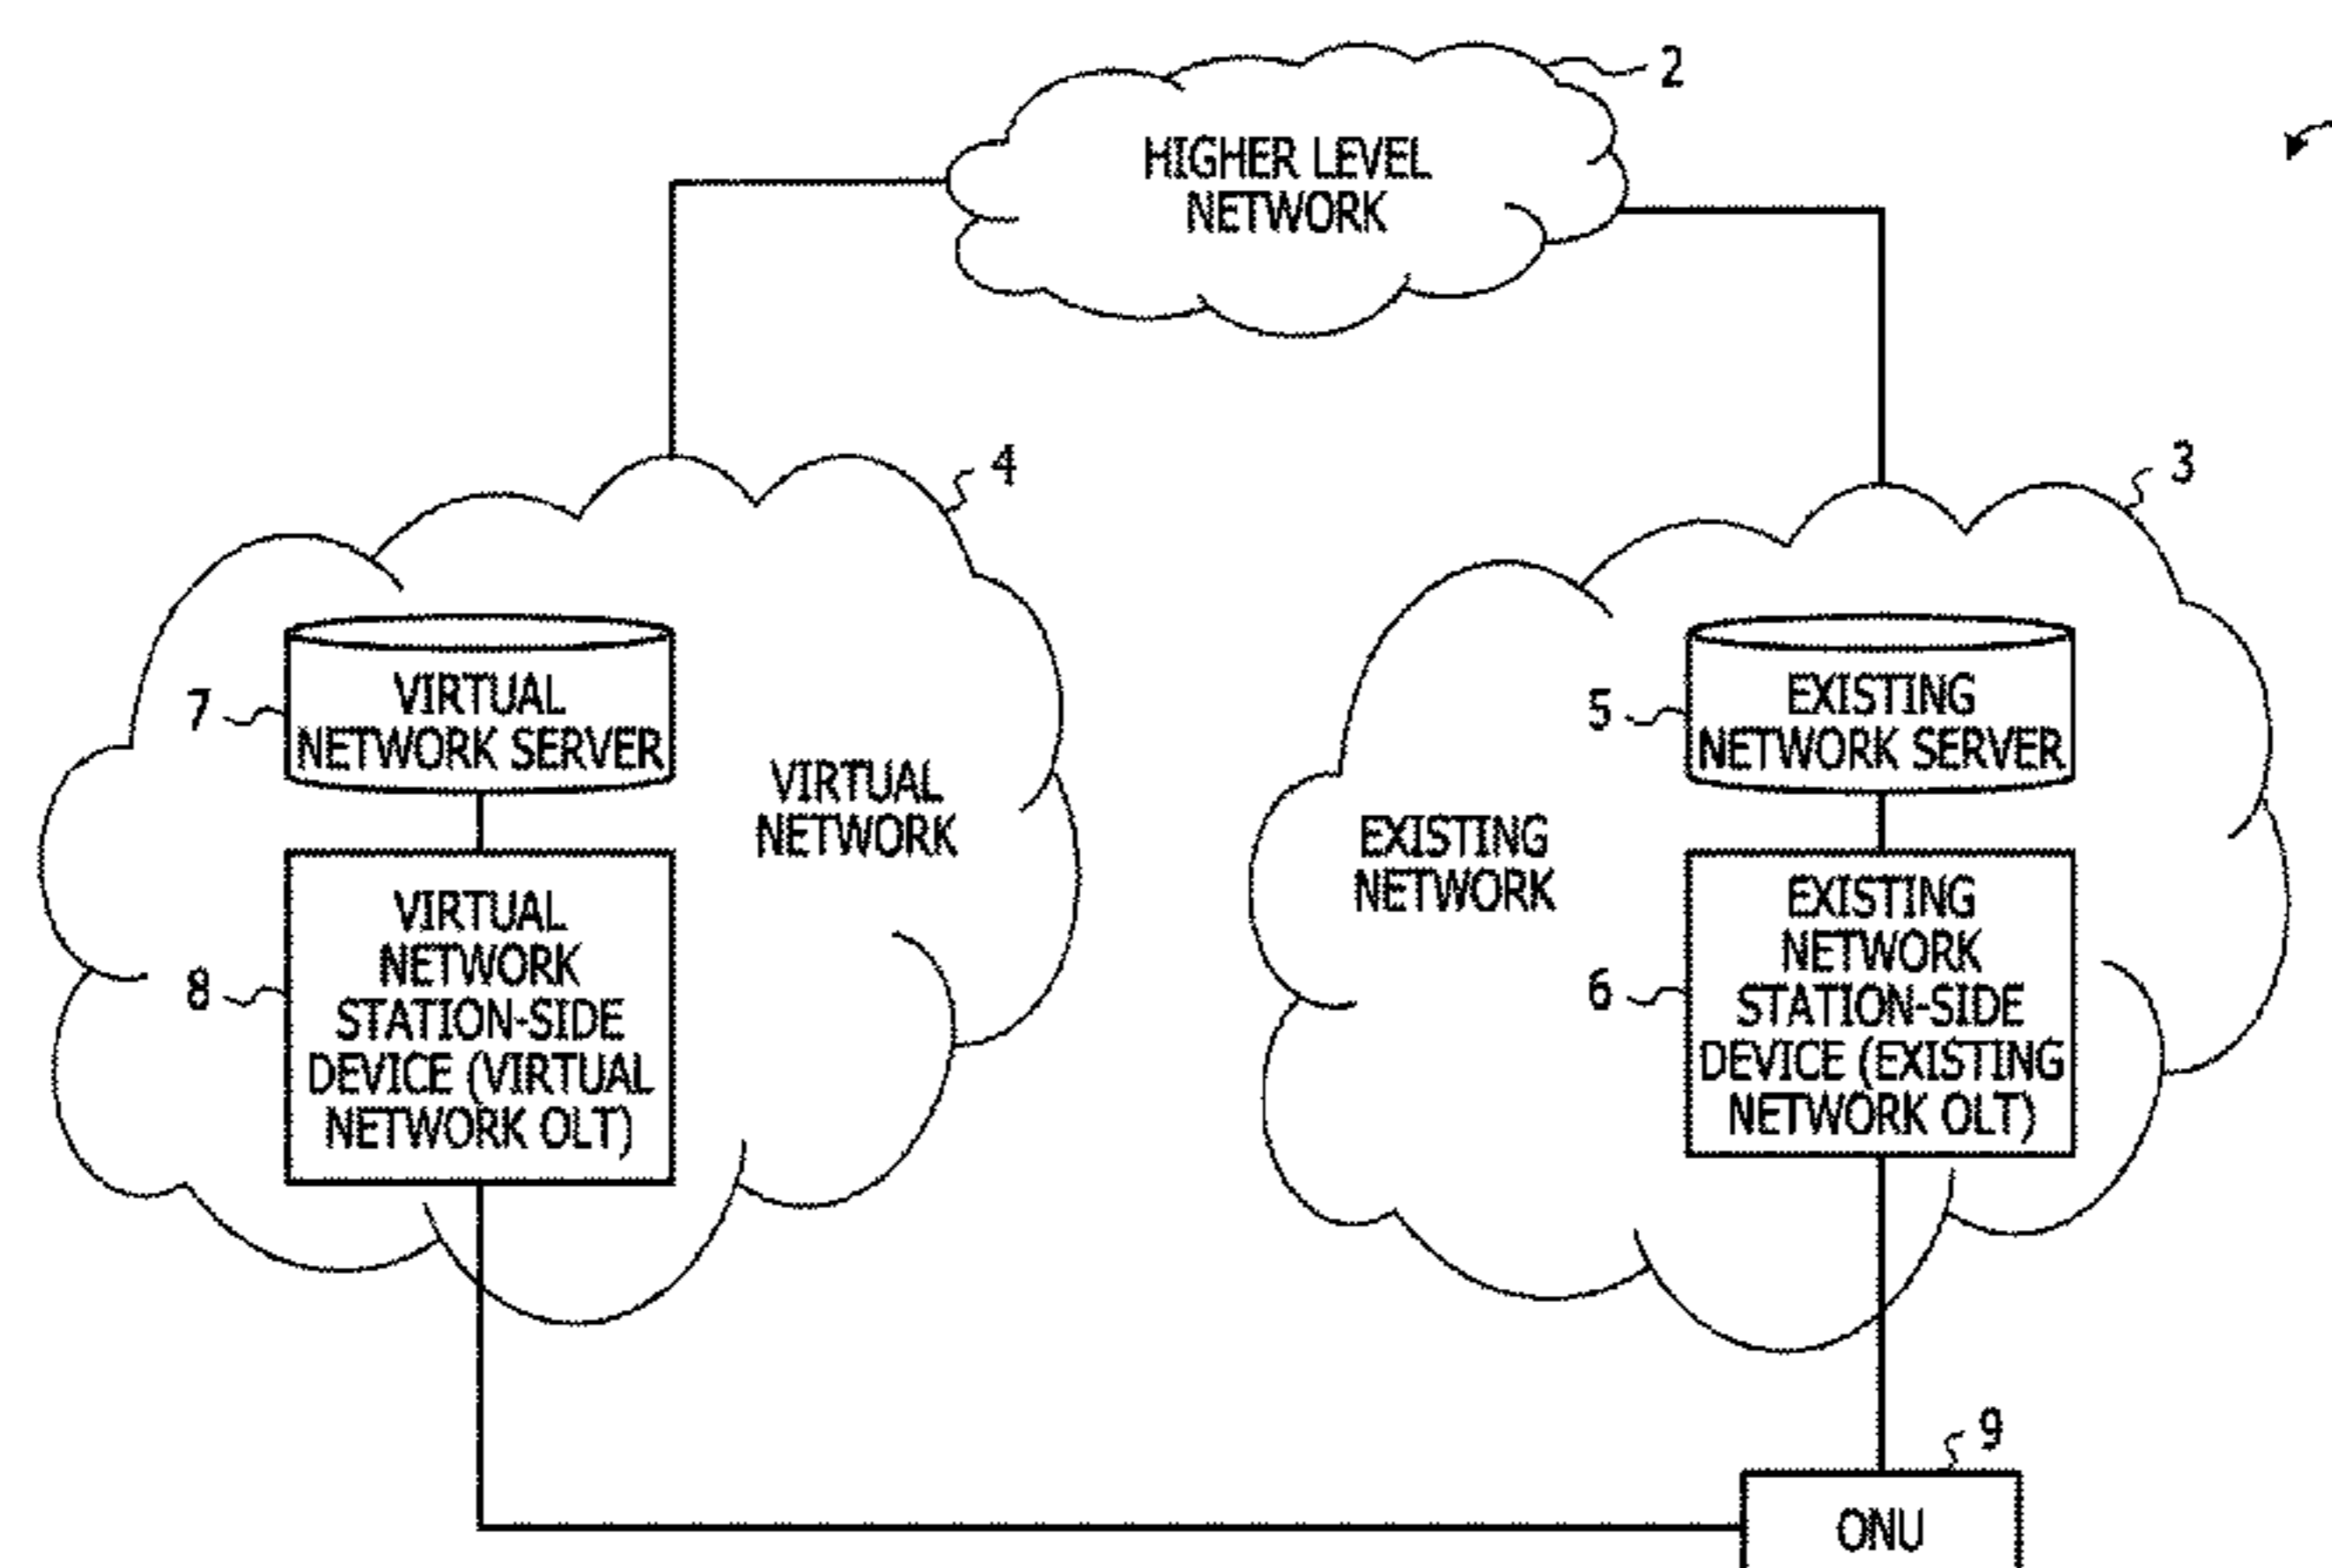 2
HIGHER LEVEL
NETWORK
4
3
7
VIRTUAL
NETWORK SERVER
VIRTUAL
NETWORK
8
VIRTUAL
NETWORK
STATION-SIDE
DEVICE (VIRTUAL
NETWORK OLT)
5
EXISTING
NETWORK SERVER
EXISTING
NETWORK
6
EXISTING
NETWORK
STATION-SIDE
DEVICE (EXISTING
NETWORK OLT)
9
ONU